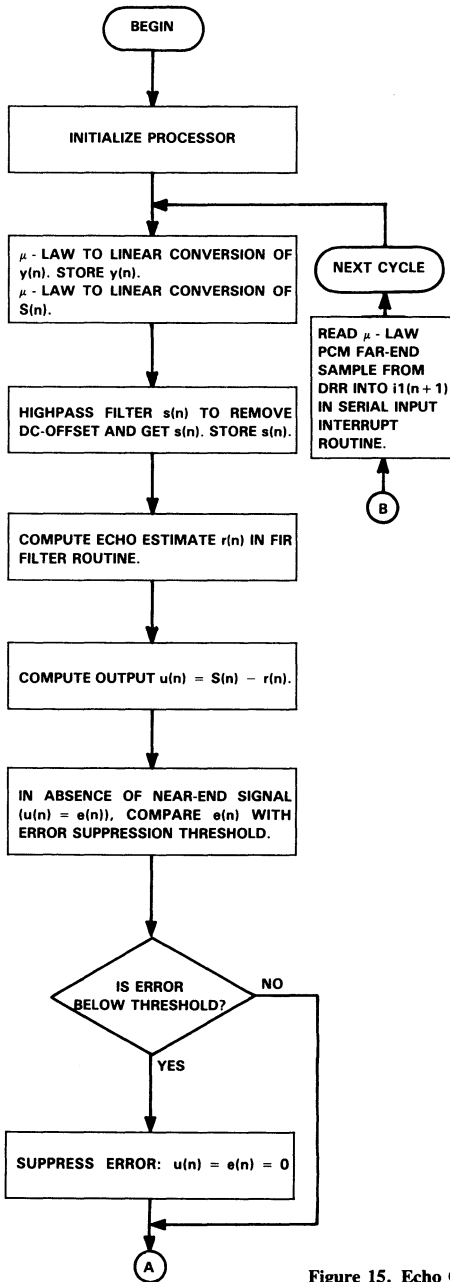 BEGIN
INITIALIZE PROCESSOR
μ - LAW TO LINEAR CONVERSION OF
y(n). STORE y(n).
μ - LAW TO LINEAR CONVERSION OF
S(n).
HIGHPASS FILTER s(n) TO REMOVE
DC-OFFSET AND GET s(n). STORE s(n).
COMPUTE ECHO ESTIMATE r(n) IN FIR
FILTER ROUTINE.
COMPUTE OUTPUT u(n) = S(n) − r(n).
IN ABSENCE OF NEAR-END SIGNAL
(u(n) = e(n)), COMPARE e(n) WITH
ERROR SUPPRESSION THRESHOLD.
IS ERROR
BELOW THRESHOLD?
NO
YES
SUPPRESS ERROR: u(n) = e(n) = 0
A
NEXT CYCLE
READ μ - LAW
PCM FAR-END
SAMPLE FROM
DRR INTO i1(n + 1)
IN SERIAL INPUT
INTERRUPT
ROUTINE.
B
Figure 15. Echo